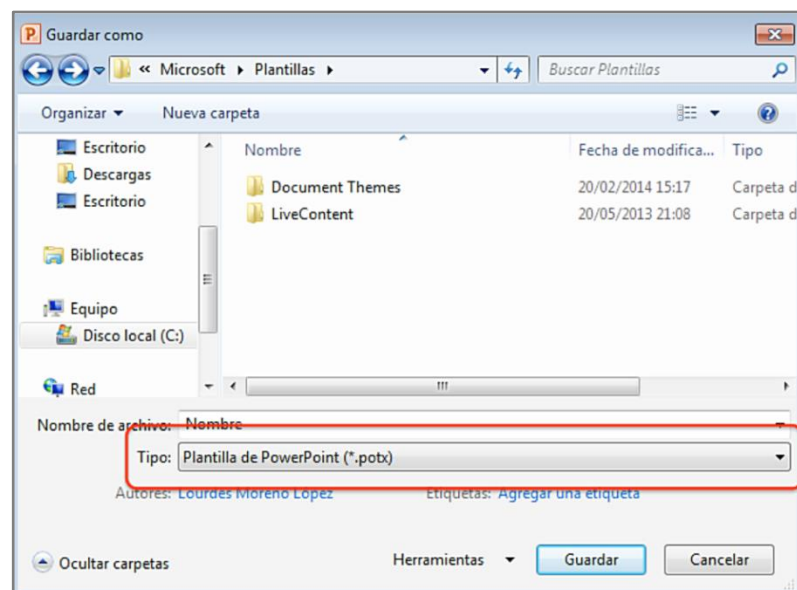 Guardar como
« Microsoft Plantillas
Buscar Plantillas
Organizar Nueva carpeta
Escritorio
Descargas
Escritorio
Bibliotecas
Equipo
Disco local (C:)
Red
Nombre Fecha de modifica... Tipo
Document Themes 20/02/2014 15:17 Carpeta d
LiveContent 20/05/2013 21:08 Carpeta d
Nombre de archivo: Nombre
Tipo: Plantilla de PowerPoint (*.potx)
Autores: Lourdes Moreno López Etiquetas: Agregar una etiqueta
Ocultar carpetas Herramientas Guardar Cancelar